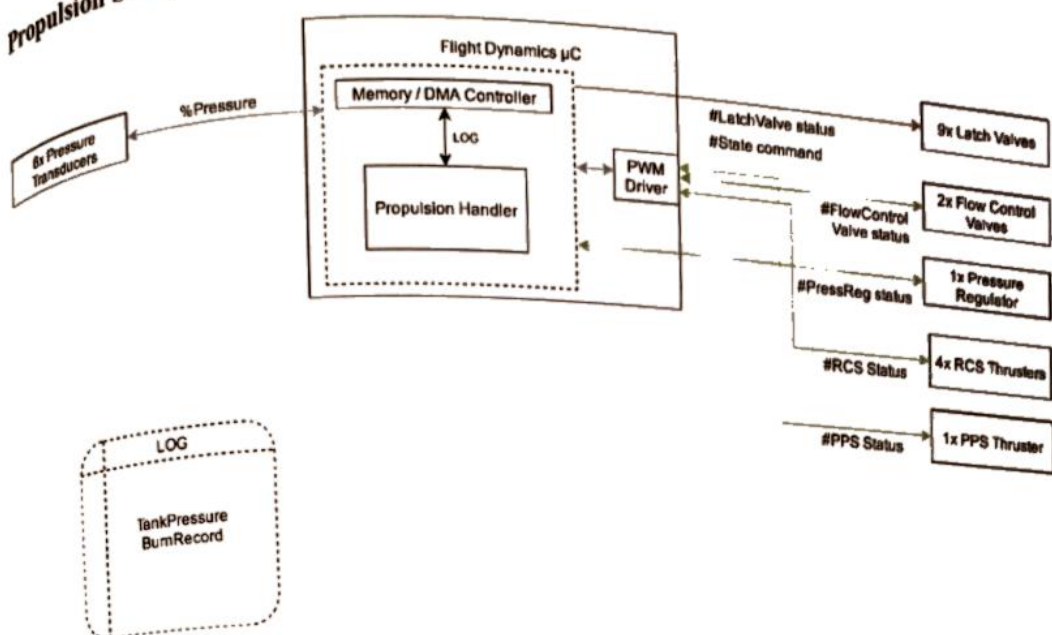 Propulsion
Flight Dynamics µC
Memory / DMA Controller
LOG
Propulsion Handler
%Pressure
Pressure
Transducers
PWM
Driver
#LatchValve status
#State command
#FlowControl
Valve status
#PressReg status
#RCS Status
#PPS Status
9x Latch Valves
2x Flow Control
Valves
1x Pressure
Regulator
4x RCS Thrusters
1x PPS Thruster
LOG
TankPressure
BurnRecord